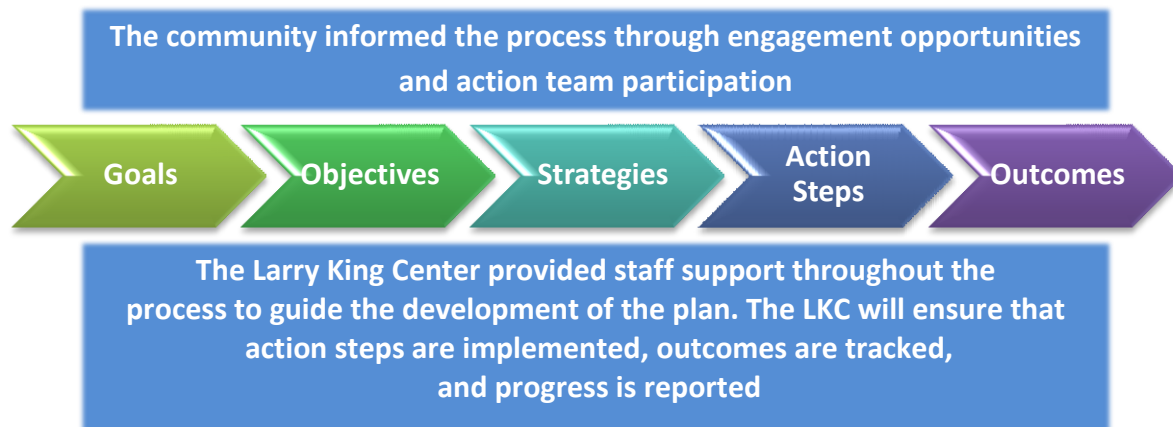 The community informed the process through engagement opportunities
and action team participation
Goals
Objectives
Strategies
Action
Steps
Outcomes
The Larry King Center provided staff support throughout the
process to guide the development of the plan. The LKC will ensure that
action steps are implemented, outcomes are tracked,
and progress is reported